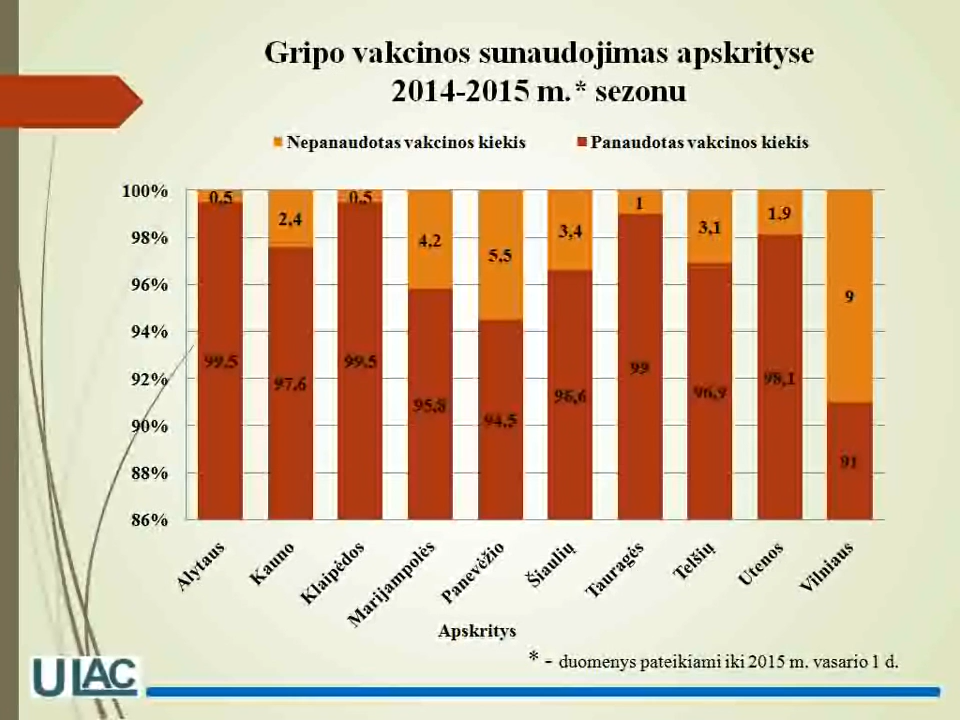 Gripo vakcinos sunaudojimas apskrityse
2014-2015 m.* sezonu
Nepanaudotas vakcinos kiekis Panaudotas vakcinos kiekis
100%
98%
96%
94%
92%
90%
88%
86%
0,5 2,4 0,5 4,2 5,5 3,4 1 3,1 1,9 9
99,5 97,6 99,5 95,8 94,5 96,6 99 96,9 98,1 91
Alytaus Kauno Klaipėdos Marijampolės Panevėžio Šiaulių Tauragės Telšių Utenos Vilniaus
Apskritys
* - duomenys pateikiami iki 2015 m. vasario 1 d.
ULAC